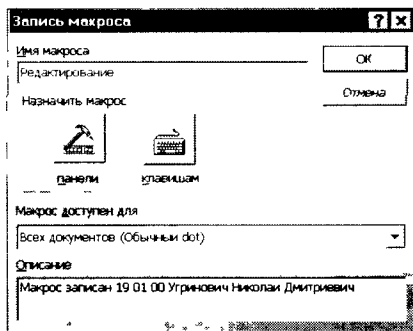 Запись макроса
Имя макроса
OK
Редактирование
Отмена
Назначить макрос
панели
клавишам
Макрос доступен для
Всех документов (Обычный dot)
Описание
Макрос записан 19 01 00 Угринович Николай Дмитриевич